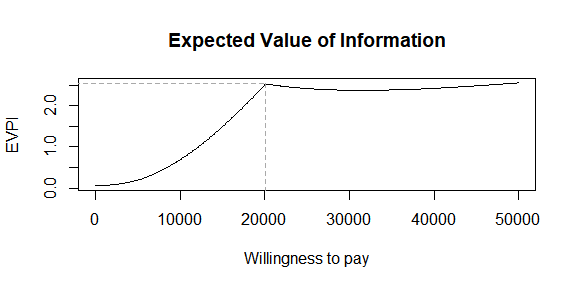 Expected Value of Information
EVPI
2.0
1.0
0.0
0 10000 20000 30000 40000 50000
Willingness to pay